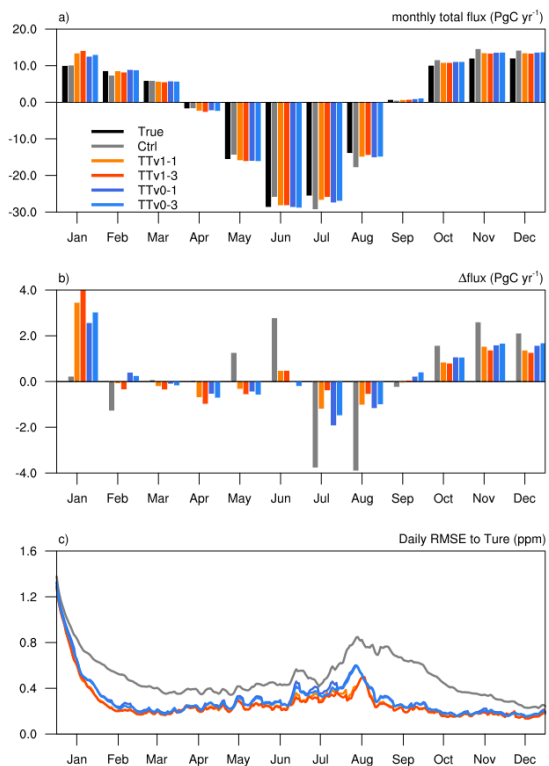 a) monthly total flux (PgC yr⁻¹)
20.0
10.0
0.0
-10.0
-20.0
-30.0
True
Ctrl
TTv1-1
TTv1-3
TTv0-1
TTv0-3
Jan Feb Mar Apr May Jun Jul Aug Sep Oct Nov Dec
b) Δflux (PgC yr⁻¹)
4.0
2.0
0.0
-2.0
-4.0
Jan Feb Mar Apr May Jun Jul Aug Sep Oct Nov Dec
c) Daily RMSE to Ture (ppm)
1.6
1.2
0.8
0.4
0.0
Jan Feb Mar Apr May Jun Jul Aug Sep Oct Nov Dec